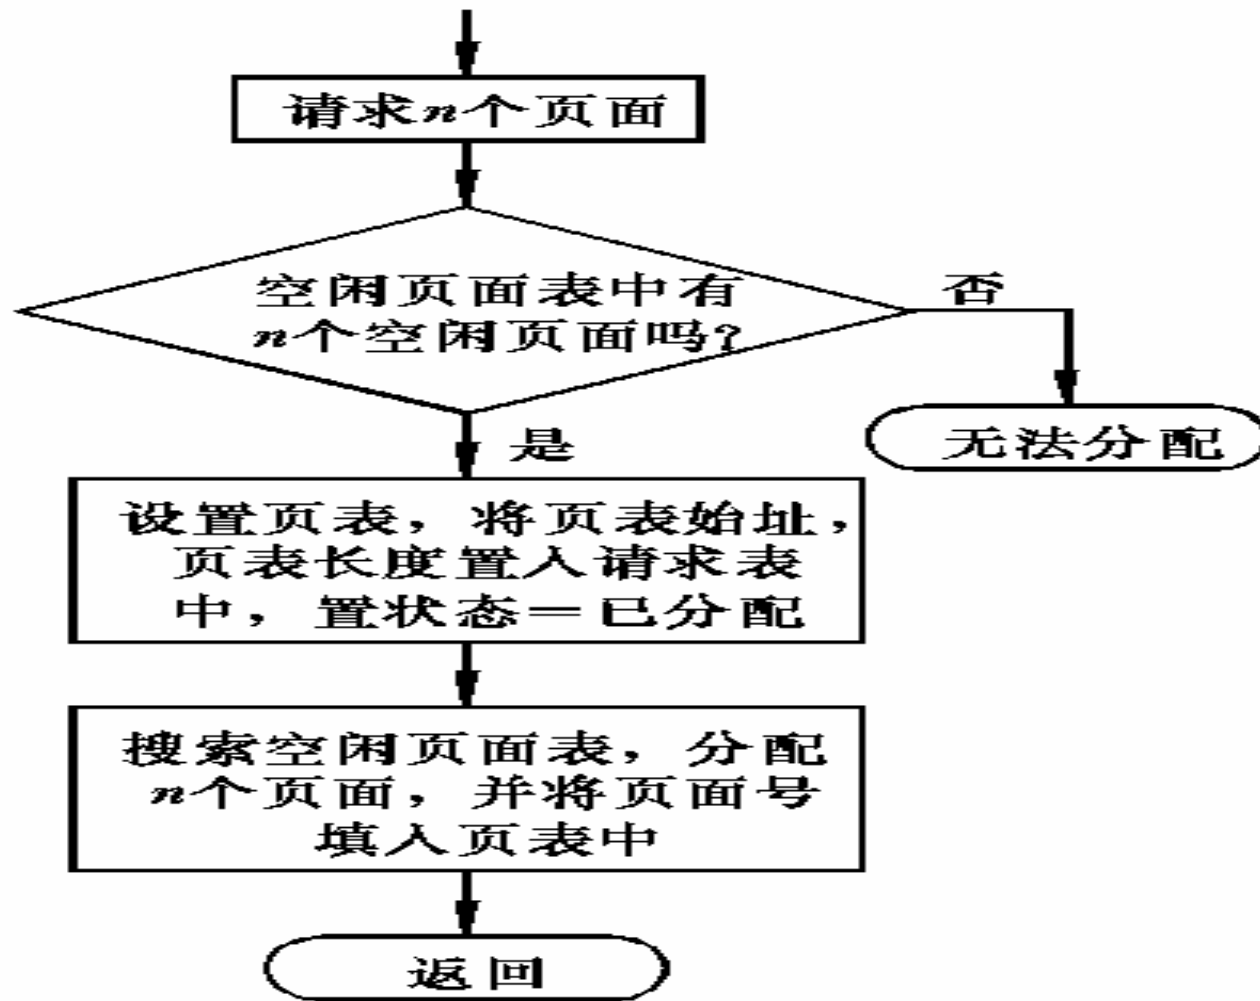 请求n个页面
空闲页面表中有
n个空闲页面吗?
否
无法分配
是
设置页表，将页表始址，
页表长度置入请求表
中，置状态＝已分配
搜索空闲页面表，分配
n个页面，并将页面号
填入页表中
返回